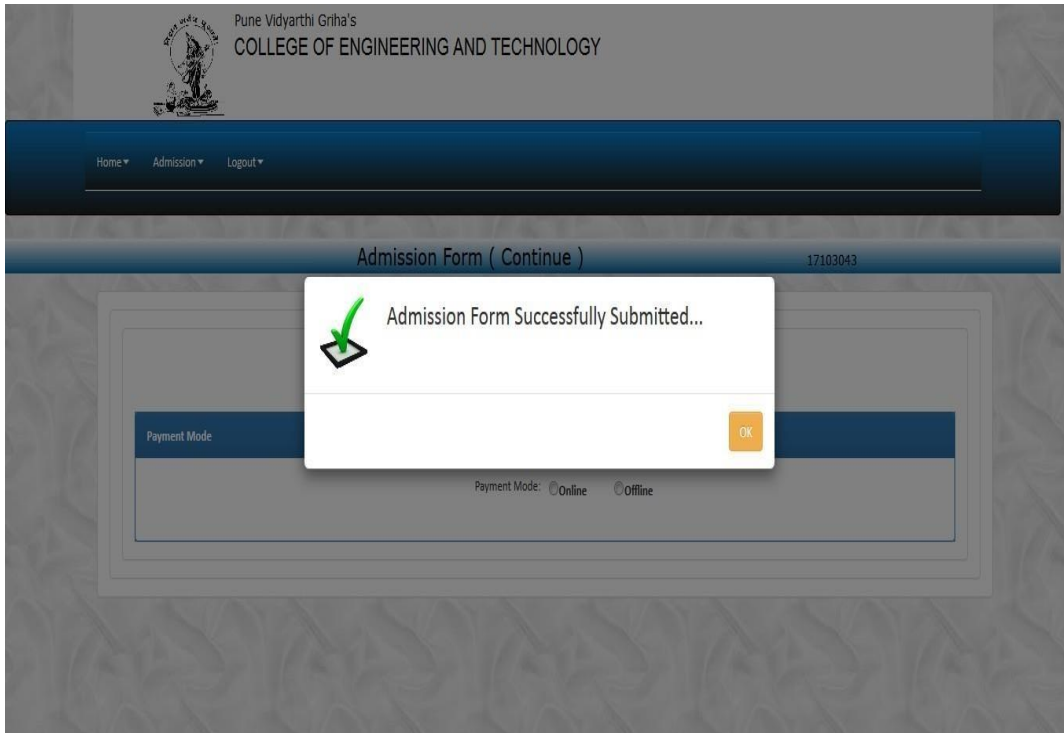 Pune Vidyarthi Griha's
COLLEGE OF ENGINEERING AND TECHNOLOGY
Home Admission Logout
Admission Form ( Continue ) 17103043
Admission Form Successfully Submitted...
OK
Payment Mode
Payment Mode: Online Offline